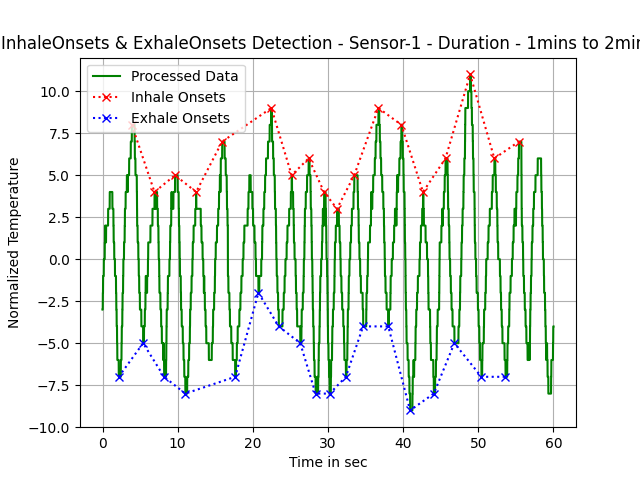 InhaleOnsets & ExhaleOnsets Detection - Sensor-1 - Duration - 1mins to 2min
Processed Data
Inhale Onsets
Exhale Onsets
Normalized Temperature
10.0
7.5
5.0
2.5
0.0
−2.5
−5.0
−7.5
−10.0
0 10 20 30 40 50 60
Time in sec